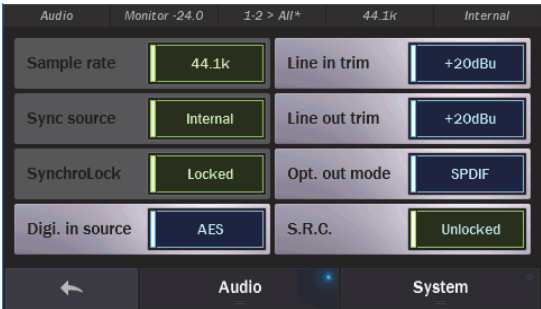 Audio Monitor -24.0 1-2 > All* 44.1k Internal
Sample rate 44.1k Line in trim +20dBu
Sync source Internal Line out trim +20dBu
SynchroLock Locked Opt. out mode SPDIF
Digi. in source AES S.R.C. Unlocked
Audio System